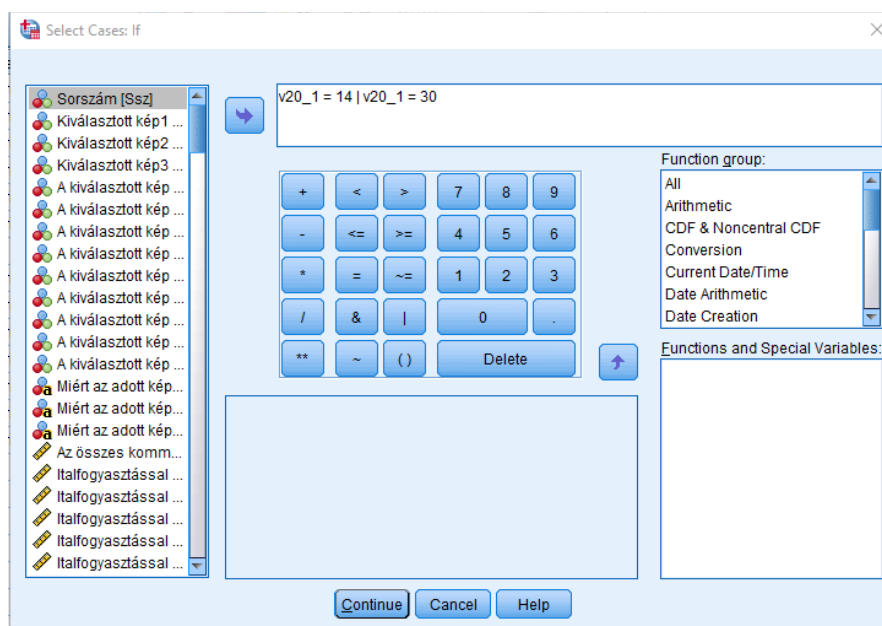 Select Cases: If
Sorszám [Ssz]
Kiválasztott kép1 ...
Kiválasztott kép2 ...
Kiválasztott kép3 ...
A kiválasztott kép ...
A kiválasztott kép ...
A kiválasztott kép ...
A kiválasztott kép ...
A kiválasztott kép ...
A kiválasztott kép ...
A kiválasztott kép ...
A kiválasztott kép ...
A kiválasztott kép ...
Miért az adott kép...
Miért az adott kép...
Miért az adott kép...
Az összes komm...
Italfogyasztással ...
Italfogyasztással ...
Italfogyasztással ...
Italfogyasztással ...
Italfogyasztással ...
v20_1 = 14 | v20_1 = 30
+ < > 7 8 9
- <= >= 4 5 6
* = ~= 1 2 3
/ & | 0 .
** ~ ( ) Delete
Function group:
All
Arithmetic
CDF & Noncentral CDF
Conversion
Current Date/Time
Date Arithmetic
Date Creation
Functions and Special Variables:
Continue Cancel Help